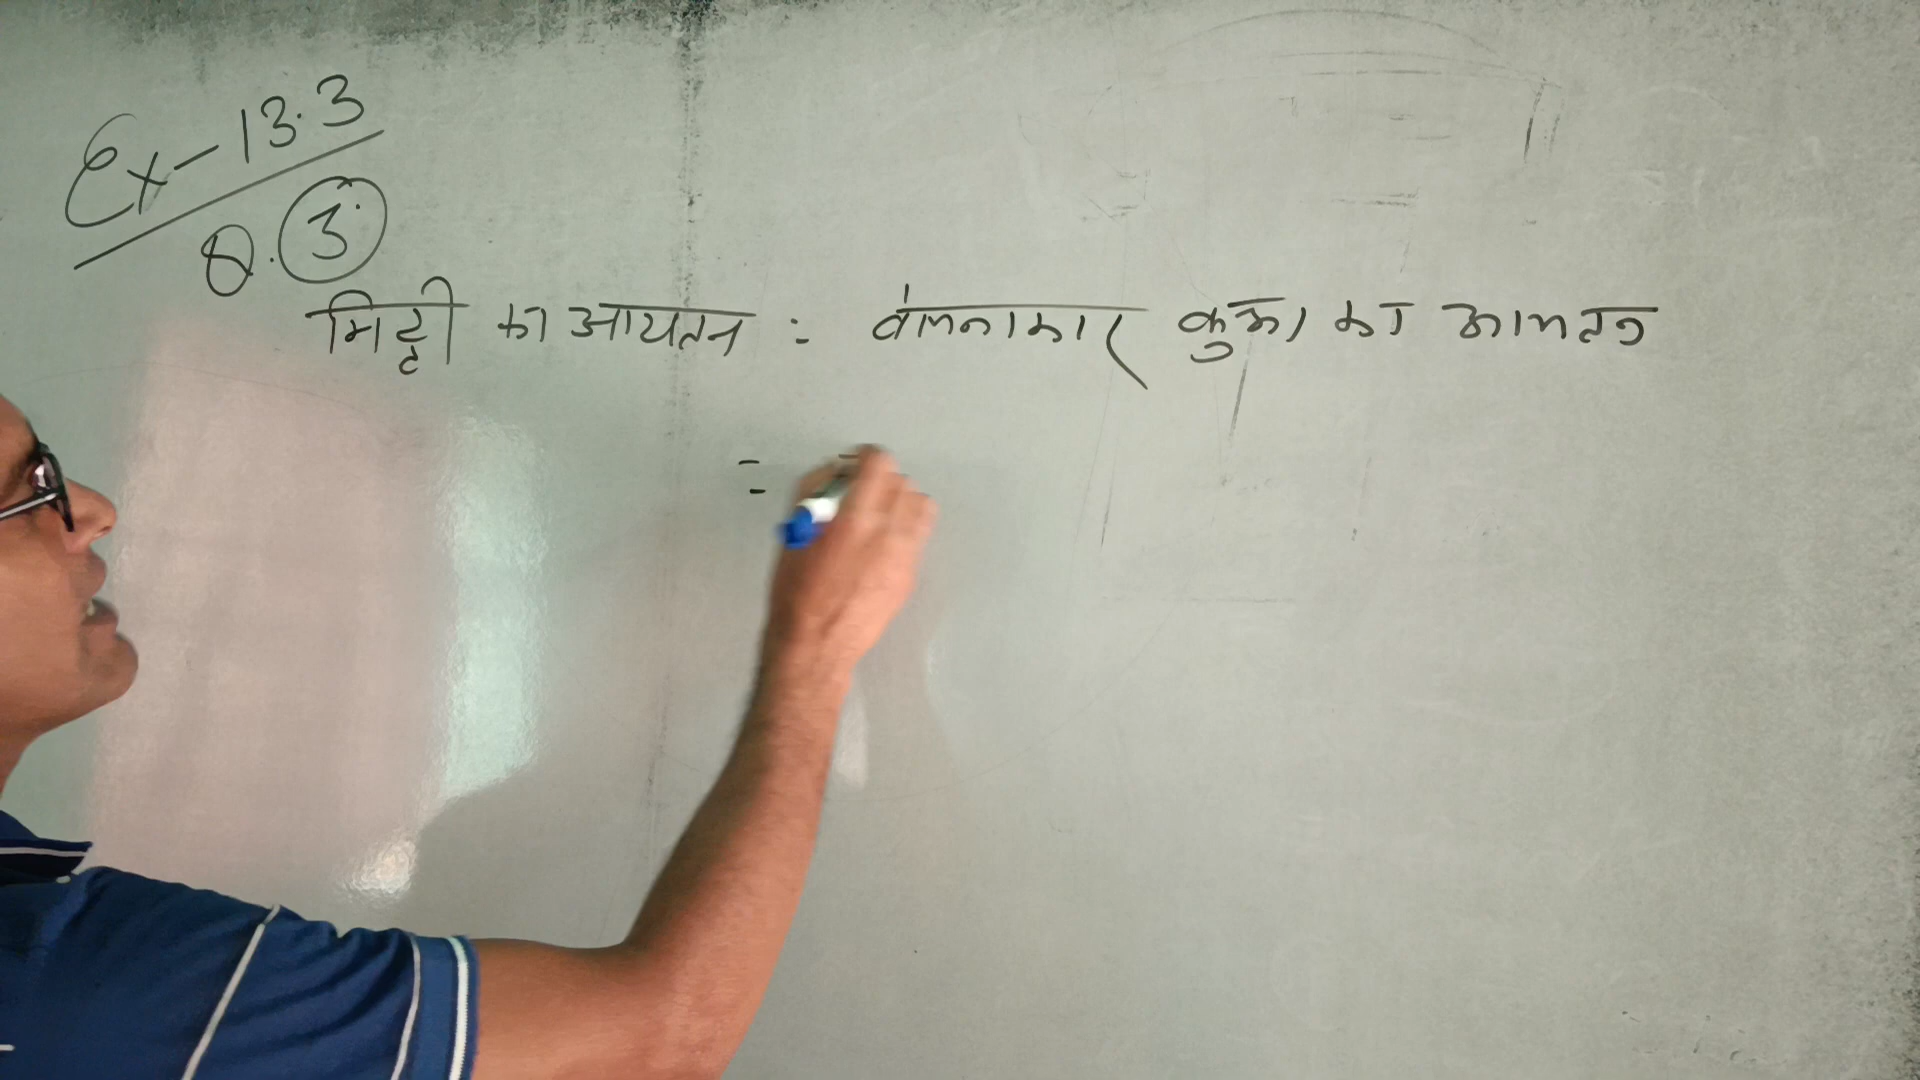 Ex-13.3
Q. 3
मिट्टी का आयतन = बेलनाकार कुआं का आयतन
=